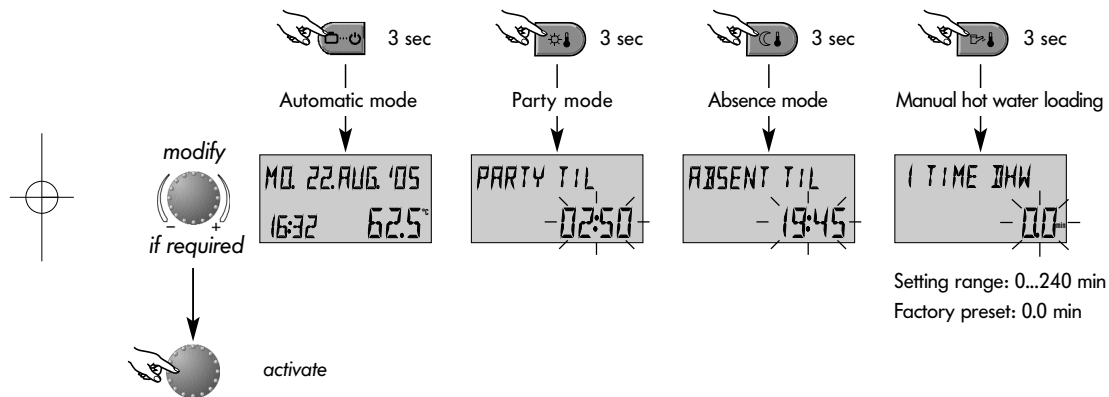 3 sec
3 sec
3 sec
3 sec
Automatic mode
Party mode
Absence mode
Manual hot water loading
modify
- +
if required
MO. 22.AUG. '05
16:32 62.5 °C
PARTY TIL
02:50
ABSENT TIL
19:45
1 TIME DHW
0.0 min
Setting range: 0...240 min
Factory preset: 0.0 min
activate